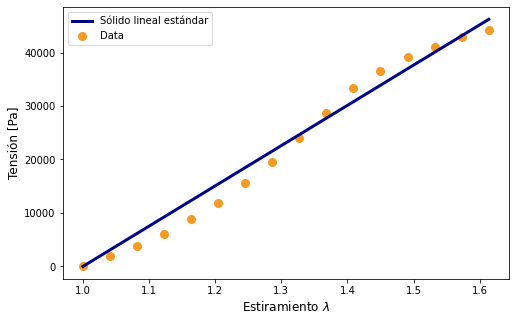 Sólido lineal estándar
Data
Tensión [Pa]
40000
30000
20000
10000
0
1.0 1.1 1.2 1.3 1.4 1.5 1.6
Estiramiento λ